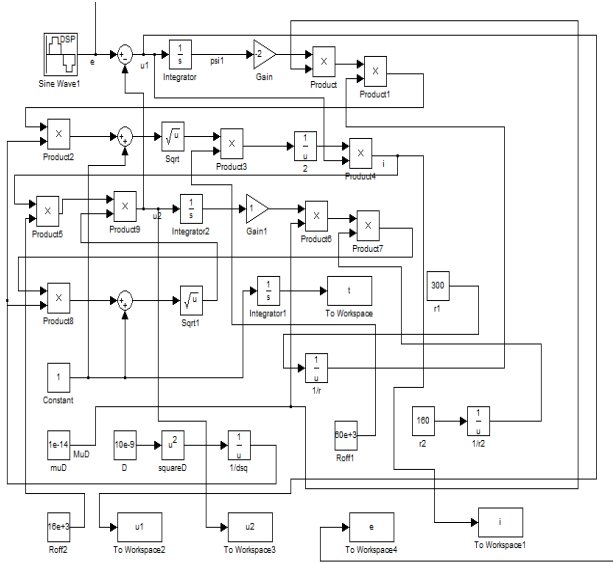 DSP
Sine Wave1
e
u1
1
s
Integrator
psi1
-2
Gain
×
Product
×
Product1
×
Product2
√u
Sqrt
×
Product3
1
u
2
×
Product4
i
×
Product5
×
Product9
u2
1
s
Integrator2
1
Gain1
×
Product6
×
Product7
×
Product8
√u
Sqrt1
1
s
Integrator1
t
To Workspace
300
r1
1
u
1/r
1
Constant
1e-14
muD
MuD
10e-9
D
u²
squareD
1
u
1/dsq
60e+3
Roff1
160
r2
1
u
1/r2
16e+3
Roff2
u1
To Workspace2
u2
To Workspace3
e
To Workspace4
i
To Workspace1